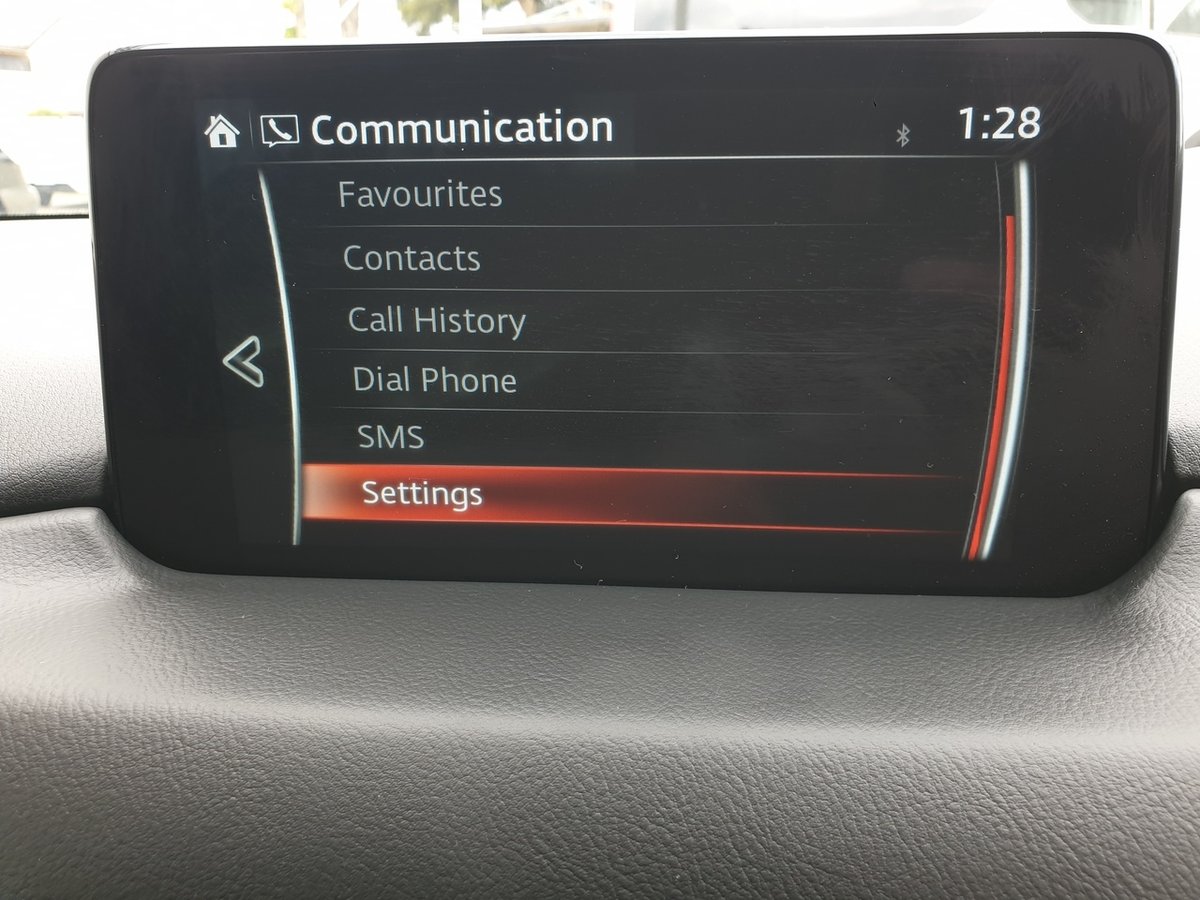 Communication
1:28
Favourites
Contacts
Call History
Dial Phone
SMS
Settings